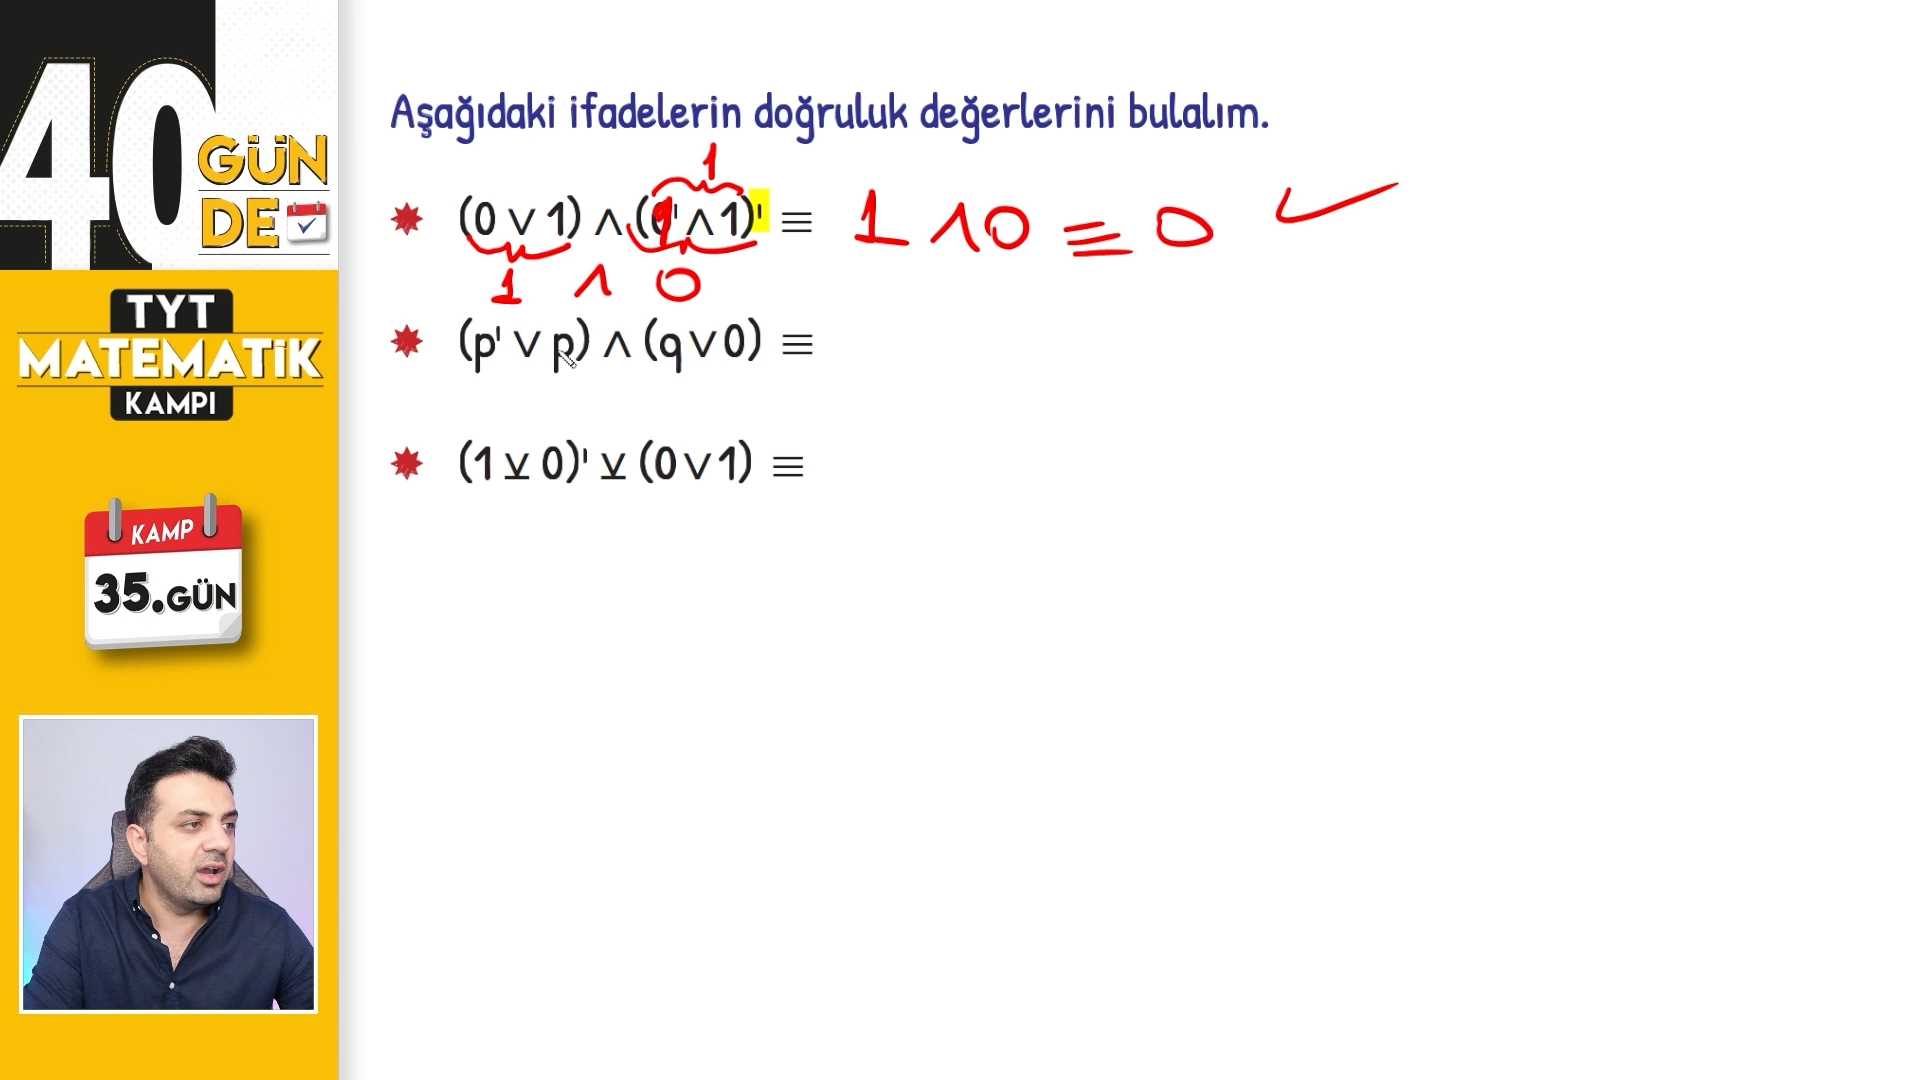 40
GÜN
DE
TYT
MATEMATİK
KAMPI
KAMP
35.GÜN
Aşağıdaki ifadelerin doğruluk değerlerini bulalım.
1
(0 ∨ 1) ∧ (0' ∧ 1)' ≡ 1 ∧ 0 ≡ 0 ✓
1
1 ∧ 0
(p' ∨ p) ∧ (q ∨ 0) ≡
(1 ⊻ 0)' ⊻ (0 ∨ 1) ≡